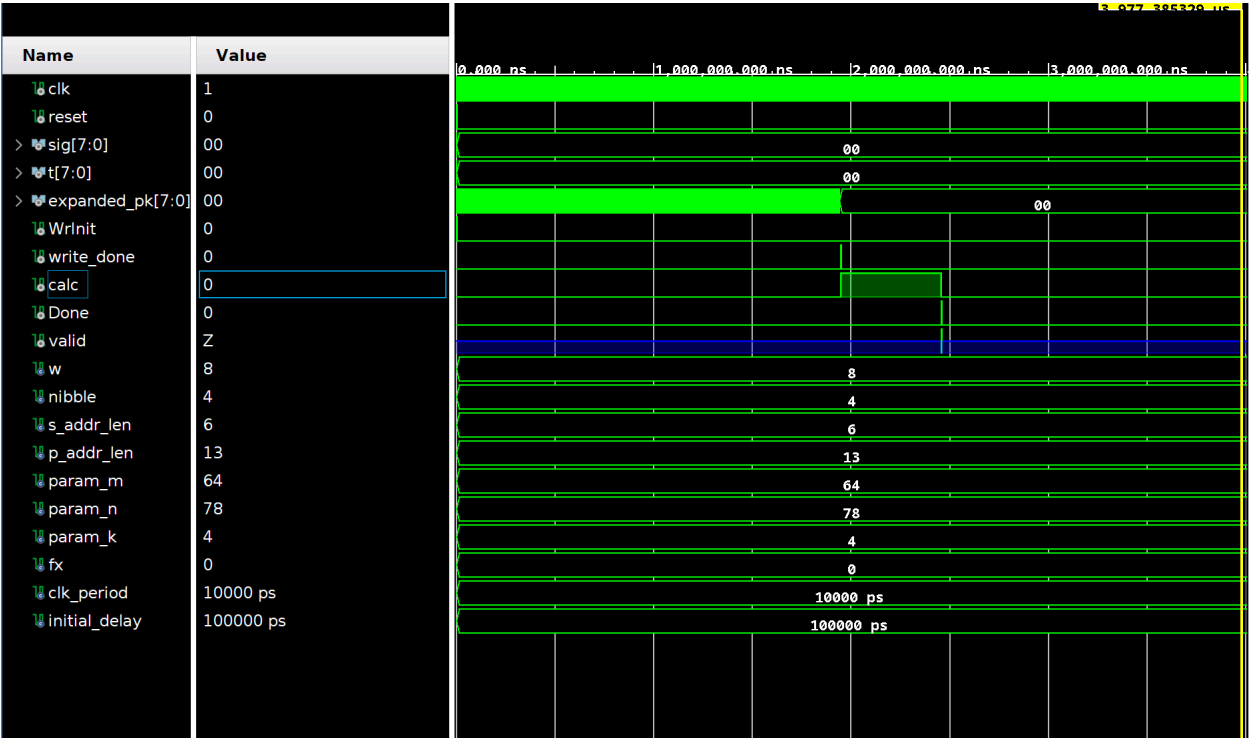 3,977.385329 us
Name Value
0.000 ns 1,000,000.000 ns 2,000,000.000 ns 3,000,000.000 ns
clk 1
reset 0
sig[7:0] 00 00
t[7:0] 00 00
expanded_pk[7:0] 00 00
WrInit 0
write_done 0
calc 0
Done 0
valid Z
w 8 8
nibble 4 4
s_addr_len 6 6
p_addr_len 13 13
param_m 64 64
param_n 78 78
param_k 4 4
fx 0 0
clk_period 10000 ps 10000 ps
initial_delay 100000 ps 100000 ps